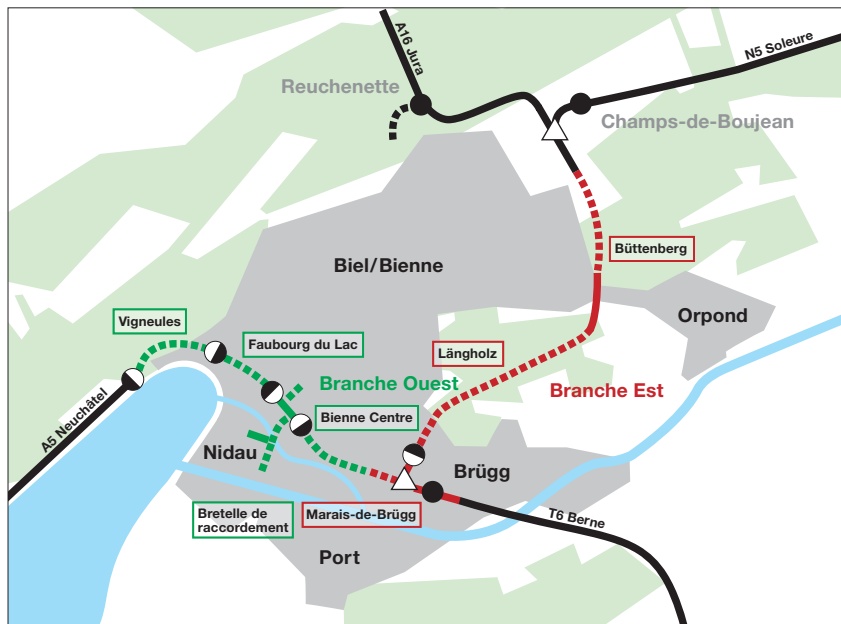 A16 Jura
N5 Soleure
Reuchenette
Champs-de-Boujean
Büttenberg
Biel/Bienne
Orpond
Vigneules
Faubourg du Lac
Längholz
Branche Ouest
Branche Est
A5 Neuchâtel
Bienne Centre
Nidau
Brügg
Bretelle de
raccordement
Marais-de-Brügg
T6 Berne
Port